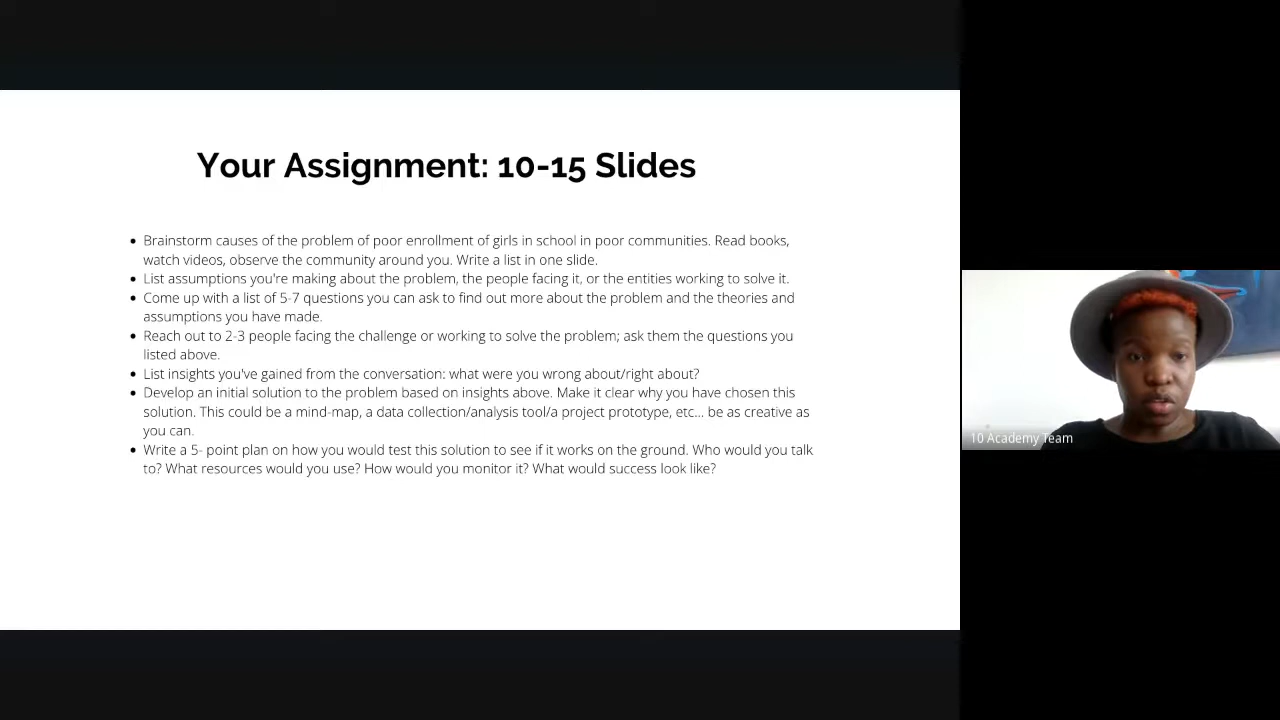 Your Assignment: 10-15 Slides
Brainstorm causes of the problem of poor enrollment of girls in school in poor communities. Read books,
watch videos, observe the community around you. Write a list in one slide.
List assumptions you're making about the problem, the people facing it, or the entities working to solve it.
Come up with a list of 5-7 questions you can ask to find out more about the problem and the theories and
assumptions you have made.
Reach out to 2-3 people facing the challenge or working to solve the problem; ask them the questions you
listed above.
List insights you've gained from the conversation: what were you wrong about/right about?
Develop an initial solution to the problem based on insights above. Make it clear why you have chosen this
solution. This could be a mind-map, a data collection/analysis tool/a project prototype, etc... be as creative as
you can.
Write a 5- point plan on how you would test this solution to see if it works on the ground. Who would you talk
to? What resources would you use? How would you monitor it? What would success look like?
10 Academy Team